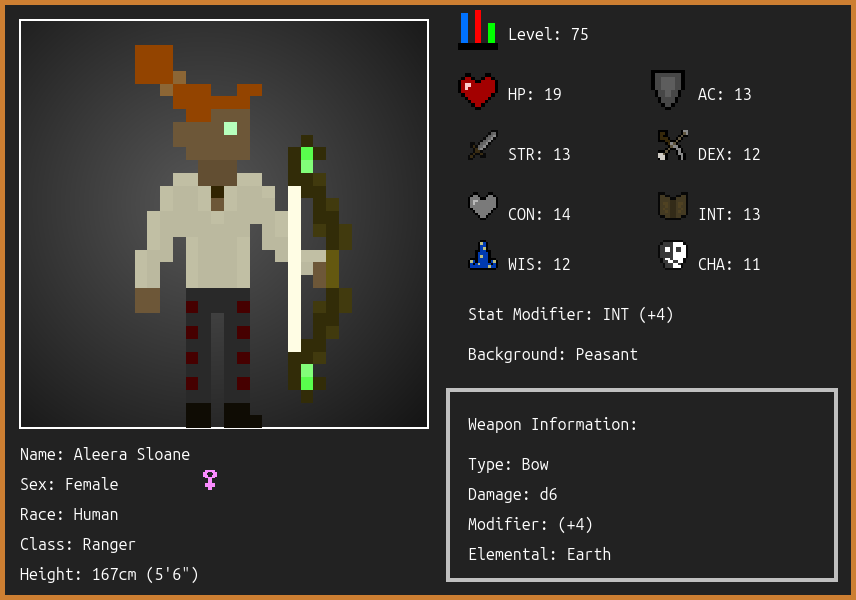 Level: 75
HP: 19
AC: 13
STR: 13
DEX: 12
CON: 14
INT: 13
WIS: 12
CHA: 11
Stat Modifier: INT (+4)
Background: Peasant
Weapon Information:
Type: Bow
Damage: d6
Modifier: (+4)
Elemental: Earth
Name: Aleera Sloane
Sex: Female
Race: Human
Class: Ranger
Height: 167cm (5'6")